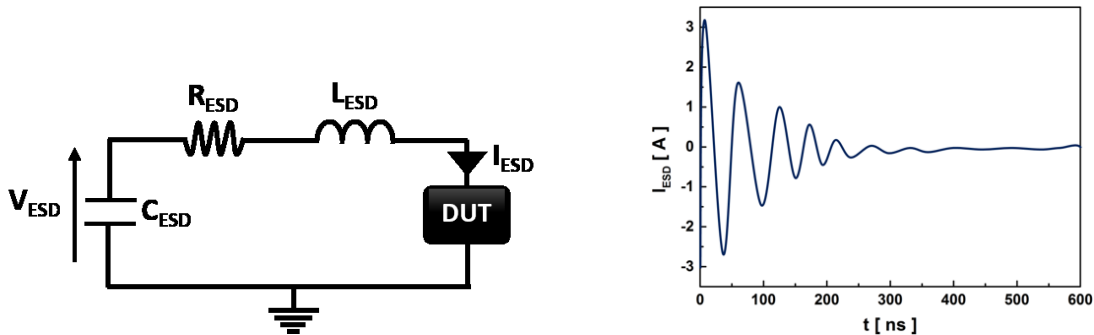 R_ESD
L_ESD
I_ESD
V_ESD
C_ESD
DUT
I_ESD [ A ]
3
2
1
0
-1
-2
-3
0
100
200
300
400
500
600
t [ ns ]